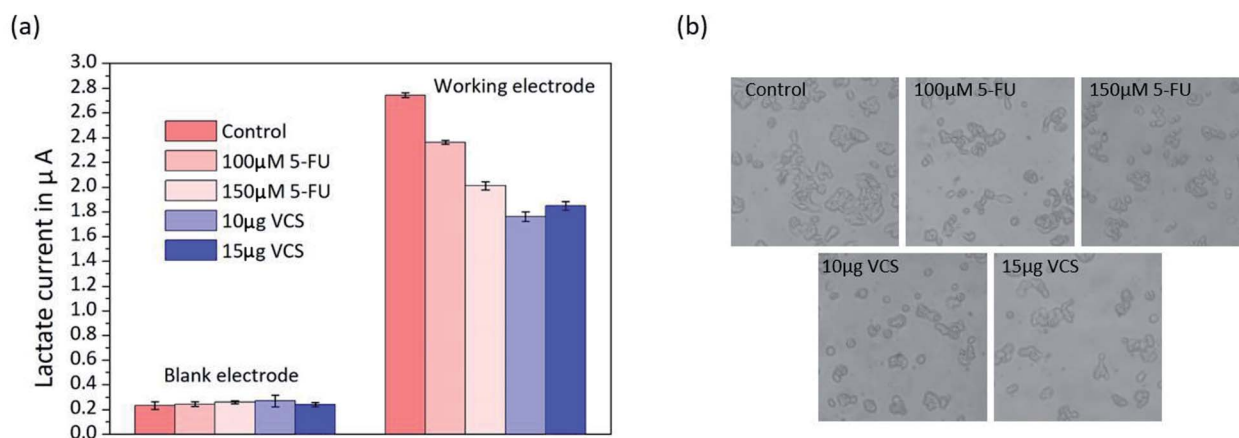 (a)
(b)
3.0
2.8
2.6
2.4
2.2
2.0
1.8
1.6
1.4
1.2
1.0
0.8
0.6
0.4
0.2
0.0
Lactate current in μ A
Working electrode
Control
100μM 5-FU
150μM 5-FU
10μg VCS
15μg VCS
Blank electrode
Control
100μM 5-FU
150μM 5-FU
10μg VCS
15μg VCS